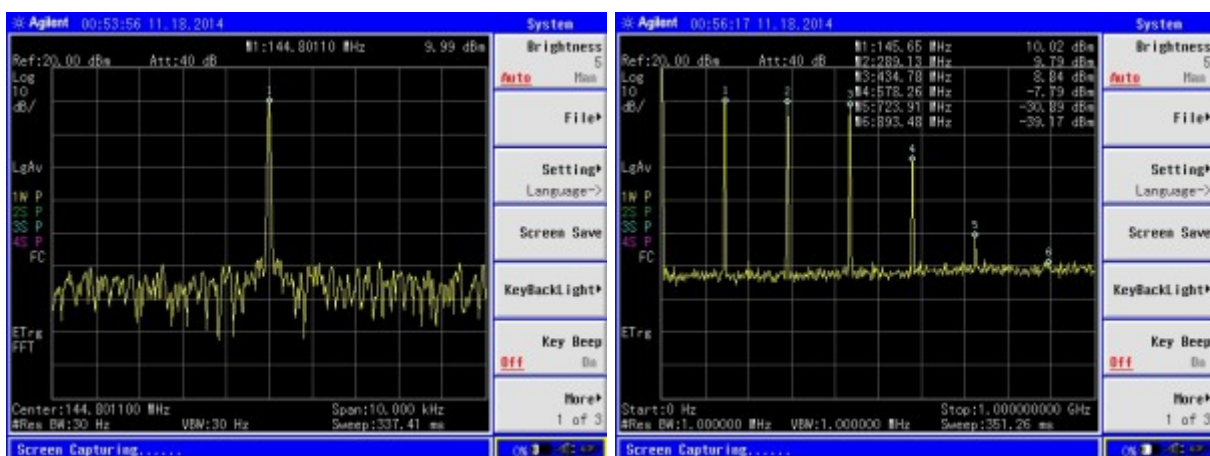 Agilent 00:53:56 11.18.2014 System
M1:144.80110 MHz 9.99 dBm
Ref:20.00 dBm Att:40 dB
Log
10
dB/
1
LgAv
1W P
2S P
3S P
4S P
FC
ETrg
FFT
Center:144.801100 MHz Span:10.000 kHz
#Res BW:30 Hz VBW:30 Hz Sweep:337.41 ms
Screen Capturing......
Brightness
5
Auto Man
File
Setting
Language->
Screen Save
KeyBackLight
Key Beep
Off On
More
1 of 3
0%
Agilent 00:56:17 11.18.2014 System
M1:145.65 MHz 10.02 dBm
Ref:20.00 dBm Att:40 dB M2:289.13 MHz 9.79 dBm
M3:434.78 MHz 8.84 dBm
M4:578.26 MHz -7.79 dBm
M5:723.91 MHz -30.89 dBm
M6:893.48 MHz -39.17 dBm
Log
10
dB/
1 2 3
4
5
6
LgAv
1W P
2S P
3S P
4S P
FC
ETrg
Start:0 Hz Stop:1.000000000 GHz
#Res BW:1.000000 MHz VBW:1.000000 MHz Sweep:351.26 ms
Screen Capturing......
Brightness
5
Auto Man
File
Setting
Language->
Screen Save
KeyBackLight
Key Beep
Off On
More
1 of 3
0%